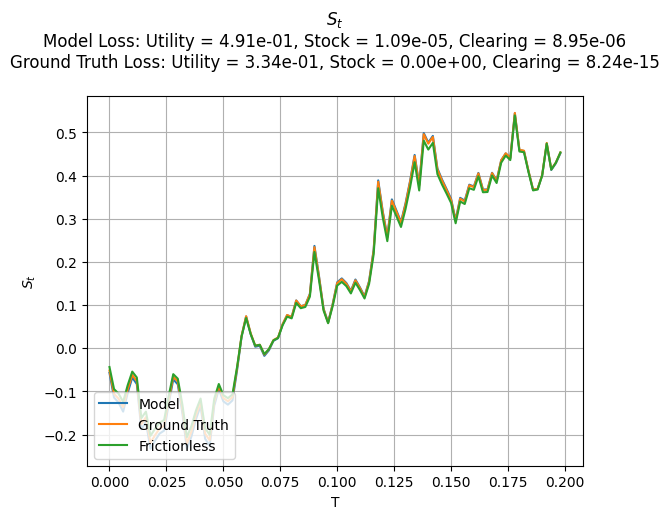 S_t
Model Loss: Utility = 4.91e-01, Stock = 1.09e-05, Clearing = 8.95e-06
Ground Truth Loss: Utility = 3.34e-01, Stock = 0.00e+00, Clearing = 8.24e-15
0.5
0.4
0.3
0.2
0.1
0.0
−0.1
−0.2
S_t
Model
Ground Truth
Frictionless
0.000 0.025 0.050 0.075 0.100 0.125 0.150 0.175 0.200
T